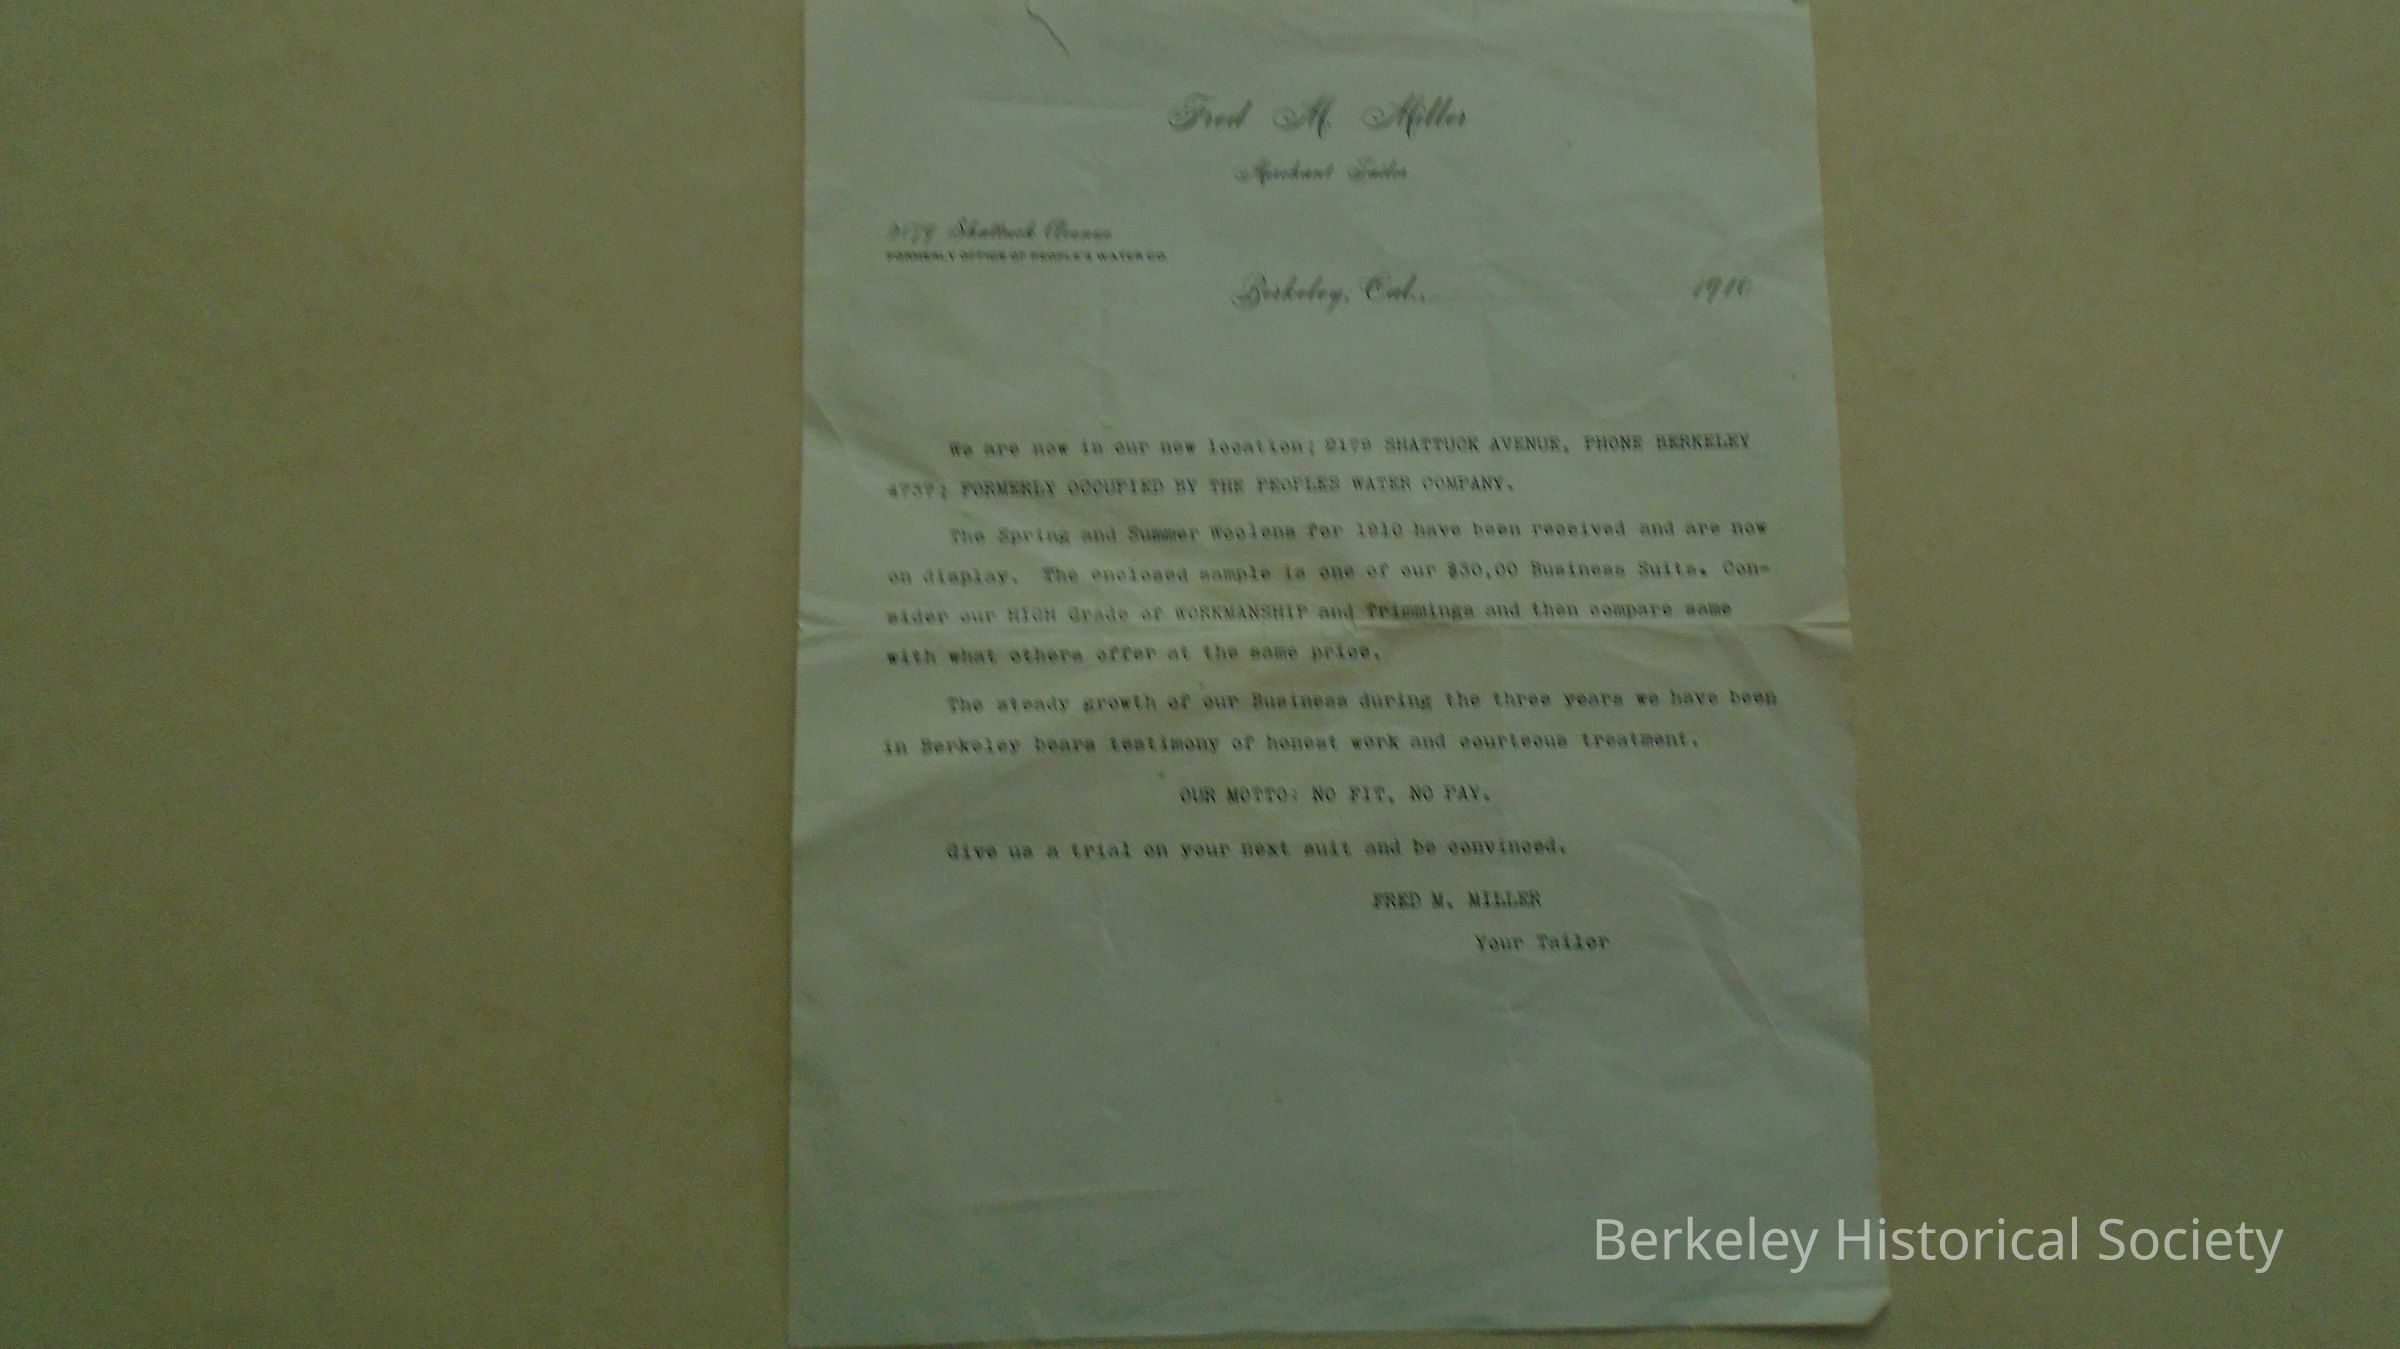 Fred M. Miller
Merchant Tailor
2179 Shattuck Avenue
FORMERLY OFFICE OF PEOPLE'S WATER CO.
Berkeley, Cal., 1910
We are now in our new location; 2179 SHATTUCK AVENUE, PHONE BERKELEY
4737; FORMERLY OCCUPIED BY THE PEOPLES WATER COMPANY.
The Spring and Summer Woolens for 1910 have been received and are now
on display. The enclosed sample is one of our $30,00 Business Suits. Con-
sider our HIGH Grade of WORKMANSHIP and Trimmings and then compare same
with what others offer at the same price.
The steady growth of our Business during the three years we have been
in Berkeley bears testimony of honest work and courteous treatment.
OUR MOTTO: NO FIT, NO PAY.
Give us a trial on your next suit and be convinced.
FRED M. MILLER
Your Tailor
Berkeley Historical Society